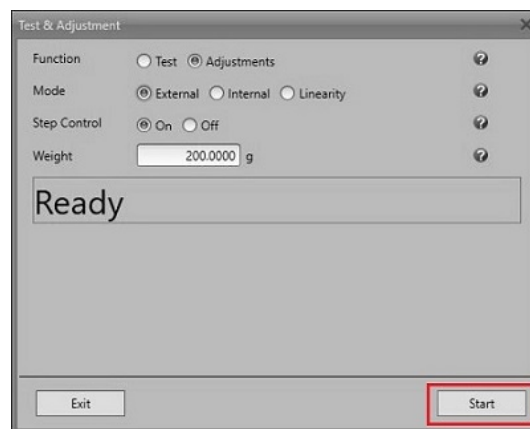 Test & Adjustment
Function Test Adjustments
Mode External Internal Linearity
Step Control On Off
Weight 200.0000 g
Ready
Exit Start